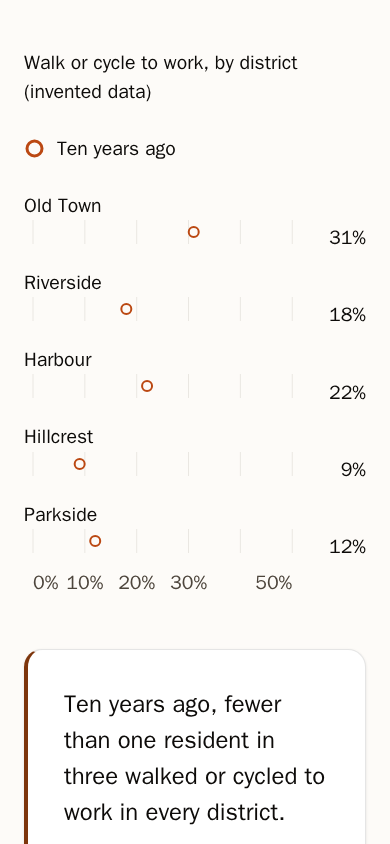 Walk or cycle to work, by district
(invented data)
Ten years ago
Old Town
31%
Riverside
18%
Harbour
22%
Hillcrest
9%
Parkside
12%
0% 10% 20% 30% 50%
Ten years ago, fewer
than one resident in
three walked or cycled to
work in every district.